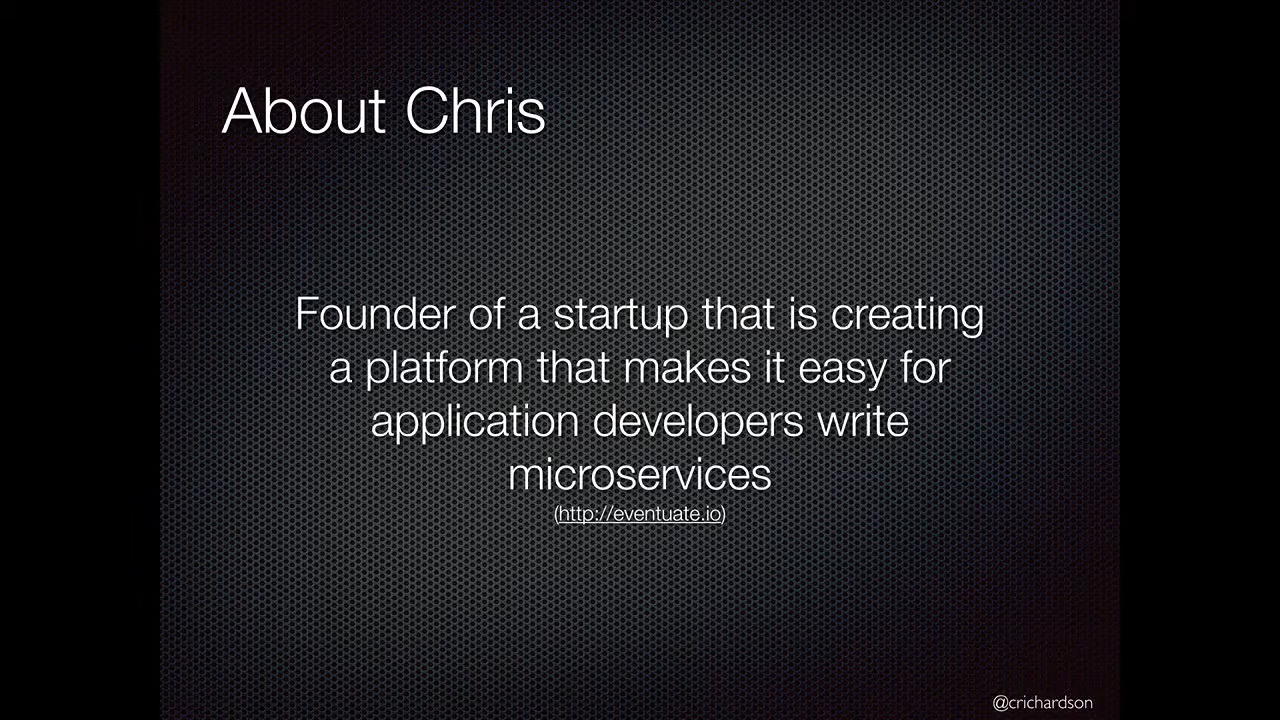 About Chris
Founder of a startup that is creating
a platform that makes it easy for
application developers write
microservices
(http://eventuate.io)
@crichardson